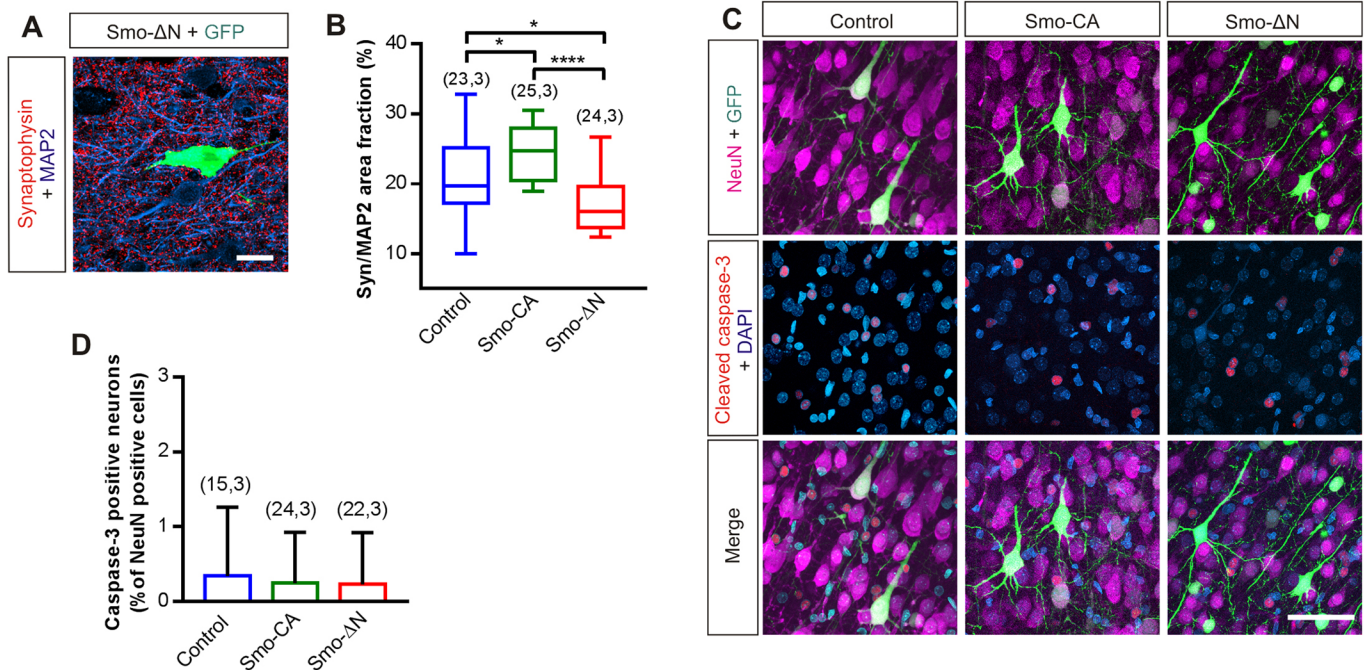 A
Smo-ΔN + GFP
Synaptophysin
+ MAP2
B
Syn/MAP2 area fraction (%)
40
30
20
10
*
*
****
(23,3)
(25,3)
(24,3)
Control
Smo-CA
Smo-ΔN
C
Control
Smo-CA
Smo-ΔN
NeuN + GFP
Cleaved caspase-3
+ DAPI
Merge
D
Caspase-3 positive neurons
(% of NeuN positive cells)
3
2
1
0
(15,3)
(24,3)
(22,3)
Control
Smo-CA
Smo-ΔN